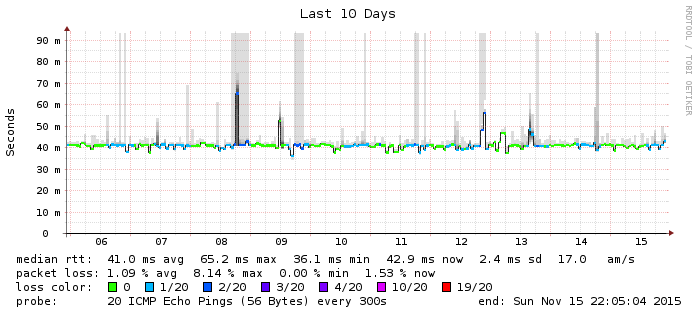 Last 10 Days
RRDTOOL / TOBI OETIKER
Seconds
90 m
80 m
70 m
60 m
50 m
40 m
30 m
20 m
10 m
0
06 07 08 09 10 11 12 13 14 15
median rtt: 41.0 ms avg 65.2 ms max 36.1 ms min 42.9 ms now 2.4 ms sd 17.0 am/s
packet loss: 1.09 % avg 8.14 % max 0.00 % min 1.53 % now
loss color: 0 1/20 2/20 3/20 4/20 10/20 19/20
probe: 20 ICMP Echo Pings (56 Bytes) every 300s end: Sun Nov 15 22:05:04 2015